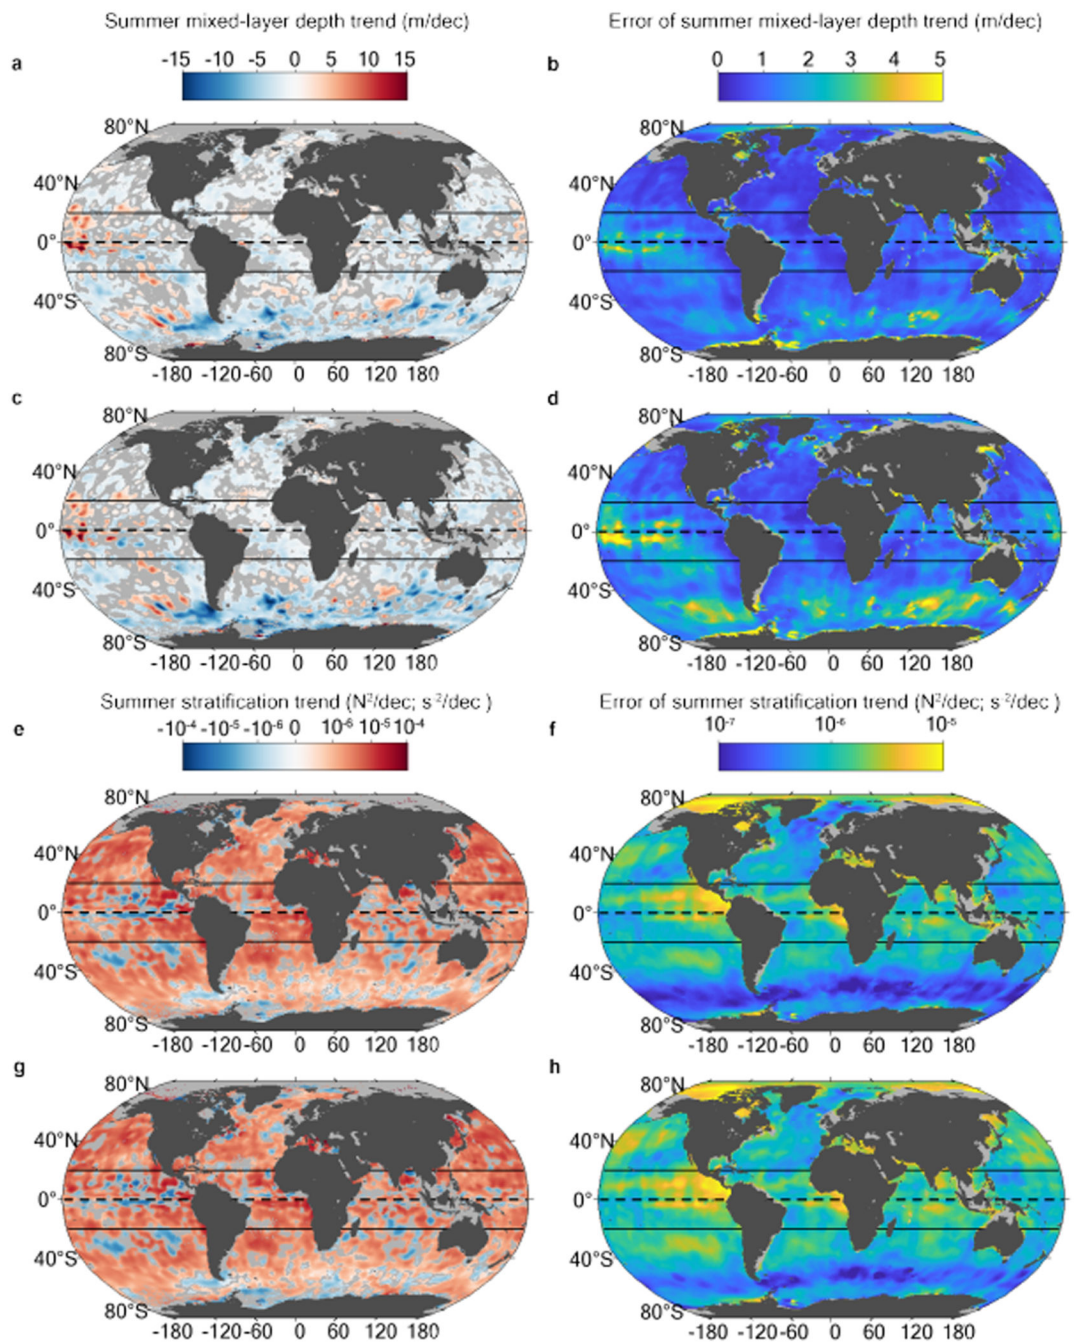 Summer mixed-layer depth trend (m/dec)
Error of summer mixed-layer depth trend (m/dec)
a
-15 -10 -5 0 5 10 15
b
0 1 2 3 4 5
80°N
40°N
0°
40°S
80°S
-180 -120 -60 0 60 120 180
80°N
40°N
0°
40°S
80°S
-180 -120 -60 0 60 120 180
c
80°N
40°N
0°
40°S
80°S
-180 -120 -60 0 60 120 180
d
80°N
40°N
0°
40°S
80°S
-180 -120 -60 0 60 120 180
Summer stratification trend (N²/dec; s⁻²/dec )
Error of summer stratification trend (N²/dec; s⁻²/dec )
e
-10⁻⁴ -10⁻⁵ -10⁻⁶ 0 10⁻⁶ 10⁻⁵ 10⁻⁴
f
10⁻⁷ 10⁻⁶ 10⁻⁵
80°N
40°N
0°
40°S
80°S
-180 -120 -60 0 60 120 180
80°N
40°N
0°
40°S
80°S
-180 -120 -60 0 60 120 180
g
80°N
40°N
0°
40°S
80°S
-180 -120 -60 0 60 120 180
h
80°N
40°N
0°
40°S
80°S
-180 -120 -60 0 60 120 180